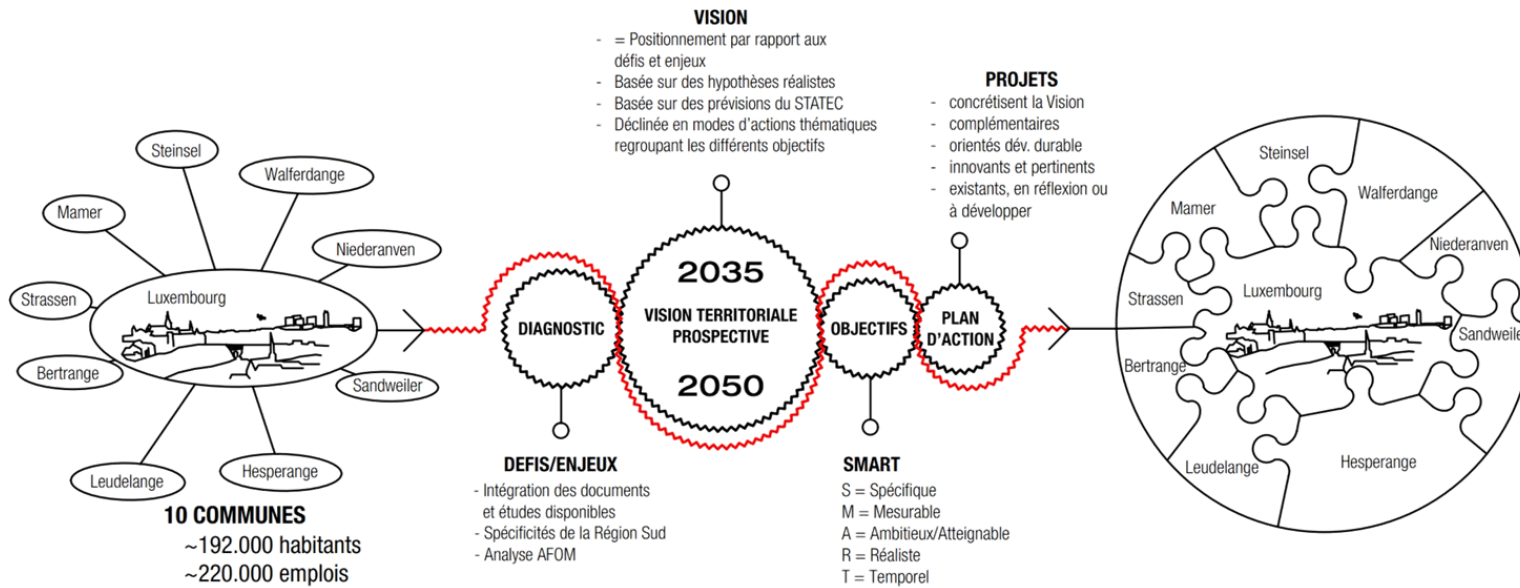 Steinsel
Walferdange
Mamer
Niederanven
Strassen
Luxembourg
Bertrange
Sandweiler
Leudelange
Hesperange
10 COMMUNES
~192.000 habitants
~220.000 emplois
VISION
- = Positionnement par rapport aux
défis et enjeux
- Basée sur des hypothèses réalistes
- Basée sur des prévisions du STATEC
- Déclinée en modes d'actions thématiques
regroupant les différents objectifs
DIAGNOSTIC
2035
VISION TERRITORIALE
PROSPECTIVE
2050
OBJECTIFS
PLAN
D'ACTION
DEFIS/ENJEUX
- Intégration des documents
et études disponibles
- Spécificités de la Région Sud
- Analyse AFOM
SMART
S = Spécifique
M = Mesurable
A = Ambitieux/Atteignable
R = Réaliste
T = Temporel
PROJETS
- concrétisent la Vision
- complémentaires
- orientés dév. durable
- innovants et pertinents
- existants, en réflexion ou
à développer
Steinsel
Walferdange
Mamer
Niederanven
Strassen
Luxembourg
Sandweiler
Bertrange
Leudelange
Hesperange